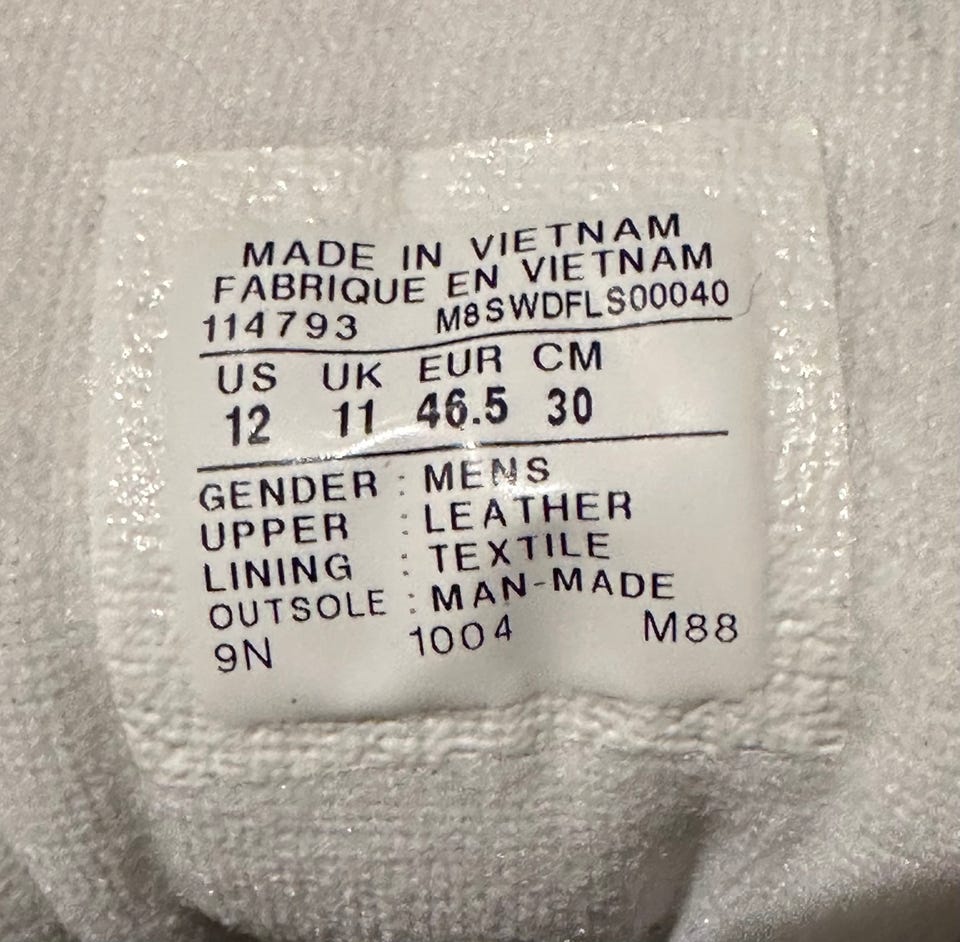 MADE IN VIETNAM
FABRIQUE EN VIETNAM
114793 M8SWDFLS00040
US UK EUR CM
12 11 46.5 30
GENDER : MENS
UPPER : LEATHER
LINING : TEXTILE
OUTSOLE : MAN-MADE
9N 1004 M88